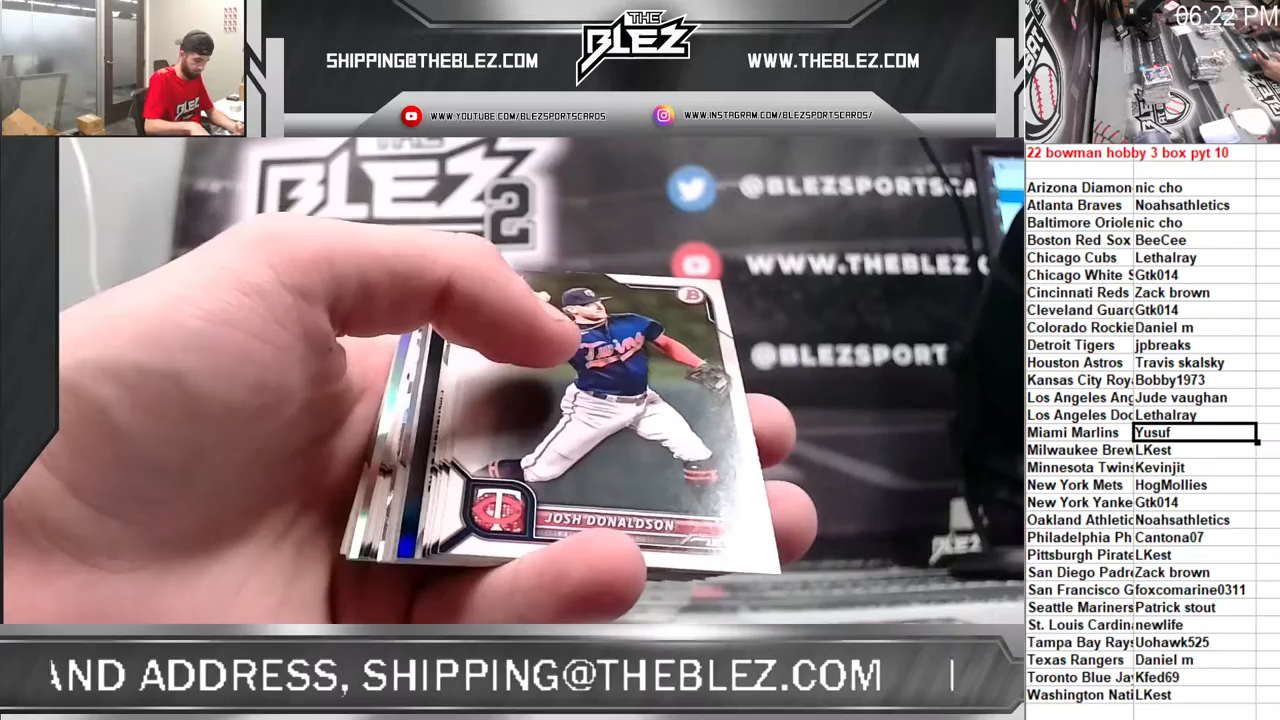 THE
BLEZ
SHIPPING@THEBLEZ.COM
WWW.THEBLEZ.COM
WWW.YOUTUBE.COM/BLEZSPORTSCARDS
WWW.INSTAGRAM.COM/BLEZSPORTSCARDS/
06:22 PM
22 bowman hobby 3 box pyt 10
Arizona Diamon nic cho
Atlanta Braves Noahsathletics
Baltimore Oriole nic cho
Boston Red Sox BeeCee
Chicago Cubs Lethalray
Chicago White S Gtk014
Cincinnati Reds Zack brown
Cleveland Guard Gtk014
Colorado Rockie Daniel m
Detroit Tigers jpbreaks
Houston Astros Travis skalsky
Kansas City Roy Bobby1973
Los Angeles Ang Jude vaughan
Los Angeles Dod Lethalray
Miami Marlins Yusuf
Milwaukee Brew LKest
Minnesota Twins Kevinjit
New York Mets HogMollies
New York Yanke Gtk014
Oakland Athletic Noahsathletics
Philadelphia Ph Cantona07
Pittsburgh Pirate LKest
San Diego Padre Zack brown
San Francisco G foxcomarine0311
Seattle Mariners Patrick stout
St. Louis Cardina newlife
Tampa Bay Rays Uohawk525
Texas Rangers Daniel m
Toronto Blue Ja Kfed69
Washington Nati LKest
THE
BLEZ 2
@BLEZSPORTSCA
WWW.THEBLEZ
@BLEZSPORT
B
Twins
TC
JOSH DONALDSON
AND ADDRESS, SHIPPING@THEBLEZ.COM